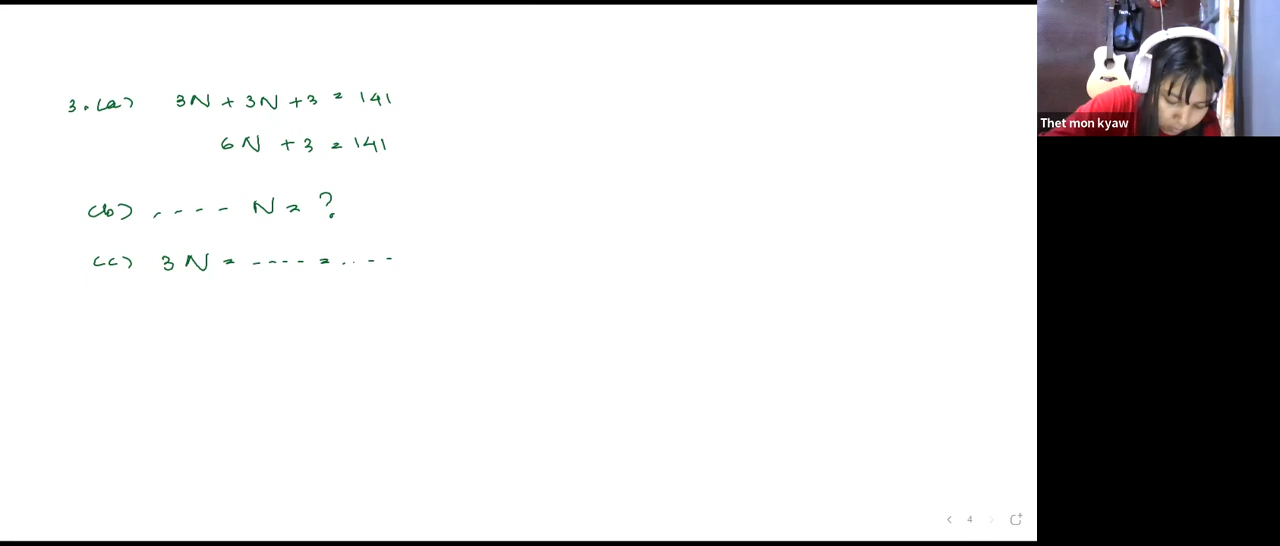 3. (a) 3N + 3N + 3 = 141
6N + 3 = 141
(b) .---- N = ?
(c) 3N = ---- = ....
Thet mon kyaw
4